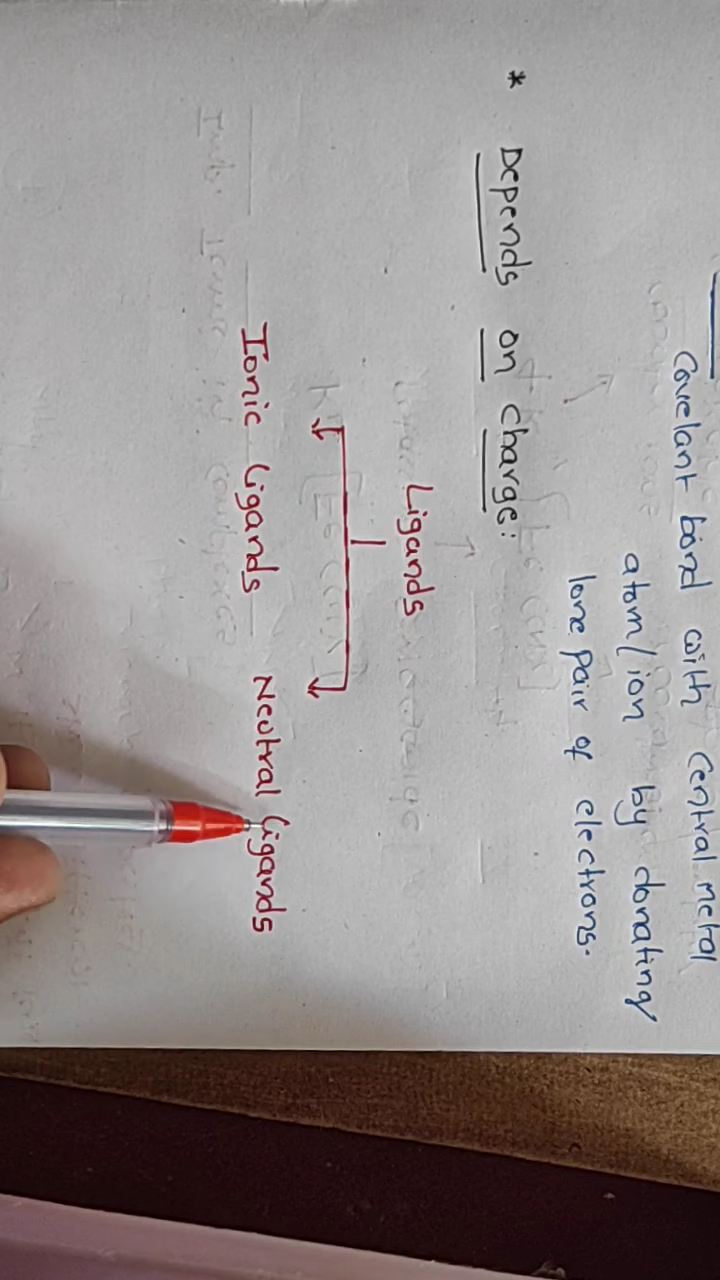 Covelant bond with central metal
atom/ion by donating
lone pair of electrons.
* Depends on charge:
Ligands
Ionic Ligands Neutral Ligands